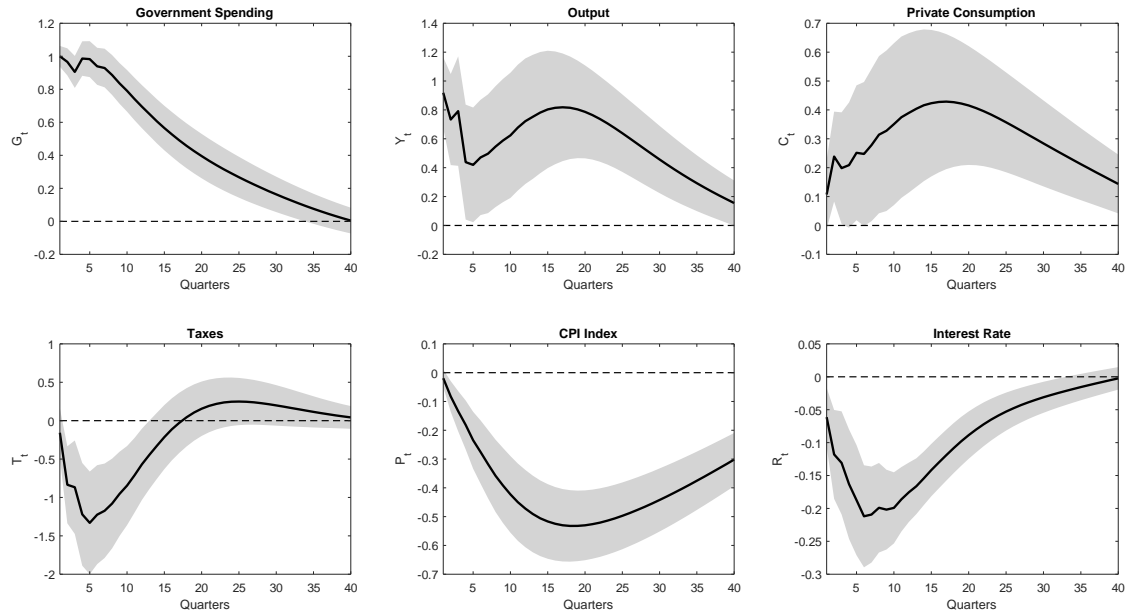 Government Spending
1.2
1
0.8
0.6
0.4
0.2
0
-0.2
G_t
5 10 15 20 25 30 35 40
Quarters
Output
1.4
1.2
1
0.8
0.6
0.4
0.2
0
-0.2
Y_t
5 10 15 20 25 30 35 40
Quarters
Private Consumption
0.7
0.6
0.5
0.4
0.3
0.2
0.1
0
-0.1
C_t
5 10 15 20 25 30 35 40
Quarters
Taxes
1
0.5
0
-0.5
-1
-1.5
-2
T_t
5 10 15 20 25 30 35 40
Quarters
CPI Index
0.1
0
-0.1
-0.2
-0.3
-0.4
-0.5
-0.6
-0.7
P_t
5 10 15 20 25 30 35 40
Quarters
Interest Rate
0.05
0
-0.05
-0.1
-0.15
-0.2
-0.25
-0.3
R_t
5 10 15 20 25 30 35 40
Quarters